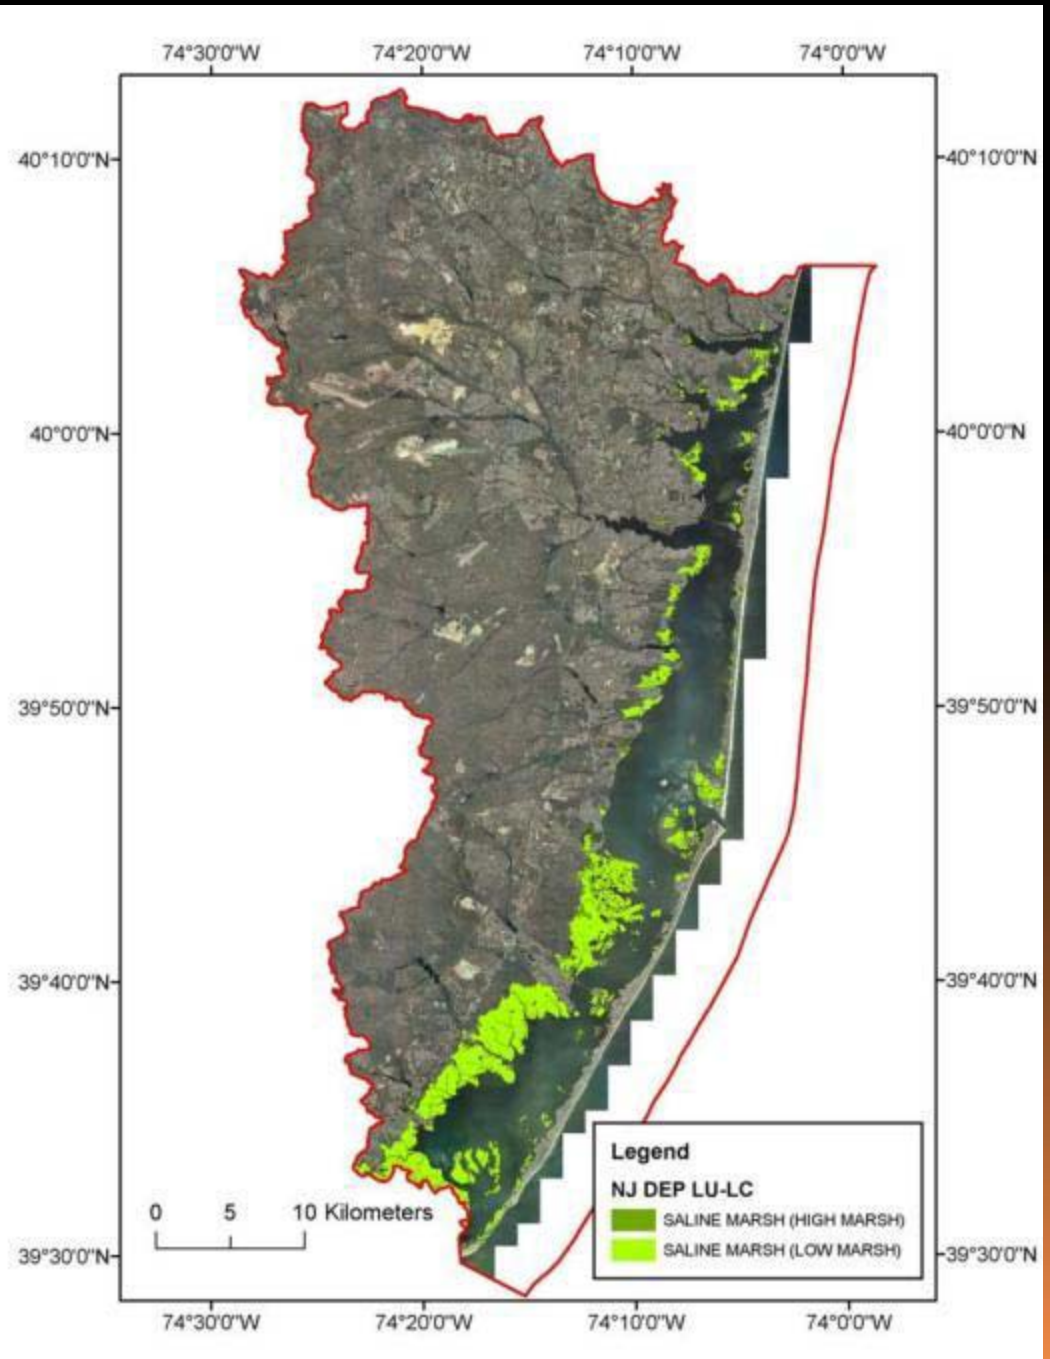 74°30'0"W 74°20'0"W 74°10'0"W 74°0'0"W
40°10'0"N 40°10'0"N
40°0'0"N 40°0'0"N
39°50'0"N 39°50'0"N
39°40'0"N 39°40'0"N
Legend
NJ DEP LU-LC
0 5 10 Kilometers
SALINE MARSH (HIGH MARSH)
SALINE MARSH (LOW MARSH)
39°30'0"N 39°30'0"N
74°30'0"W 74°20'0"W 74°10'0"W 74°0'0"W